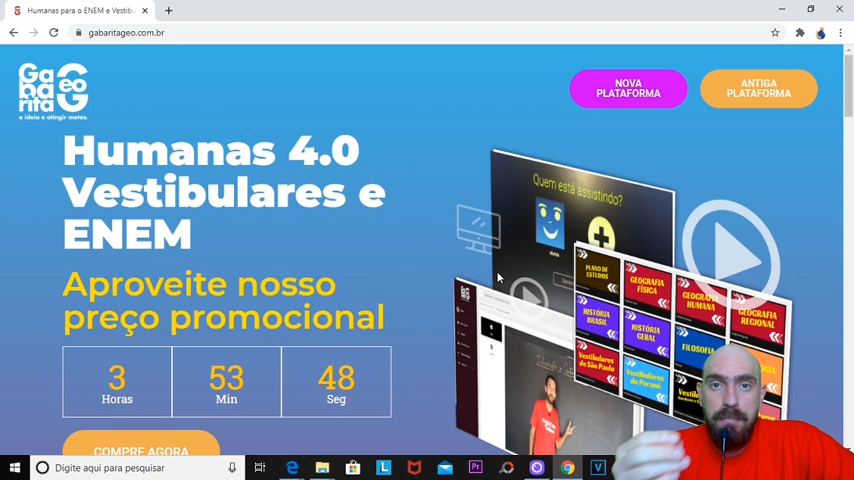 Humanas para o ENEM e Vestibu
gabaritageo.com.br
Gabarita Geo
a ideia é atingir metas.
NOVA
PLATAFORMA
ANTIGA
PLATAFORMA
Humanas 4.0
Vestibulares e
ENEM
Aproveite nosso
preço promocional
3
53
48
Horas
Min
Seg
COMPRE AGORA
Quem está assistindo?
PLANO DE
ESTUDOS
GEOGRAFIA
FÍSICA
GEOGRAFIA
HUMANA
GEOGRAFIA
REGIONAL
HISTÓRIA
BRASIL
HISTÓRIA
GERAL
FILOSOFIA
Vestibulares
de São Paulo
Vestibulares
do Paraná
Digite aqui para pesquisar